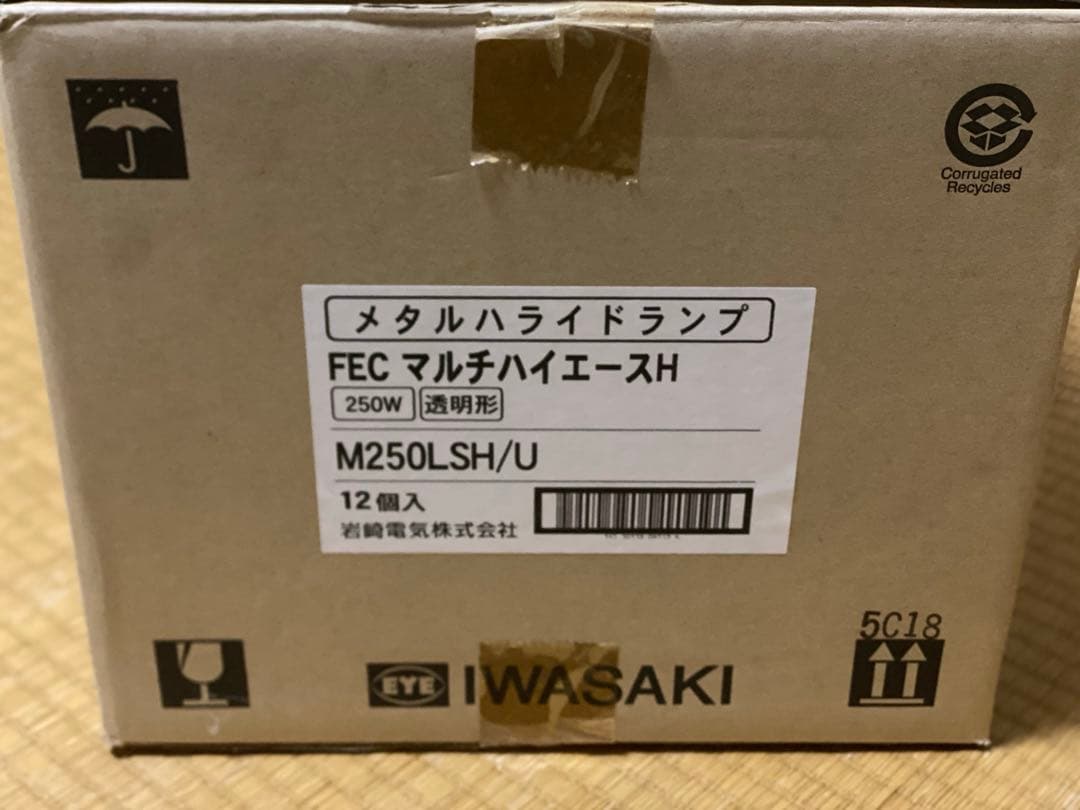 Corrugated
Recycles
メタルハライドランプ
FEC マルチハイエースH
250W 透明形
M250LSH/U
12個入
岩崎電気株式会社
5C18
EYE IWASAKI